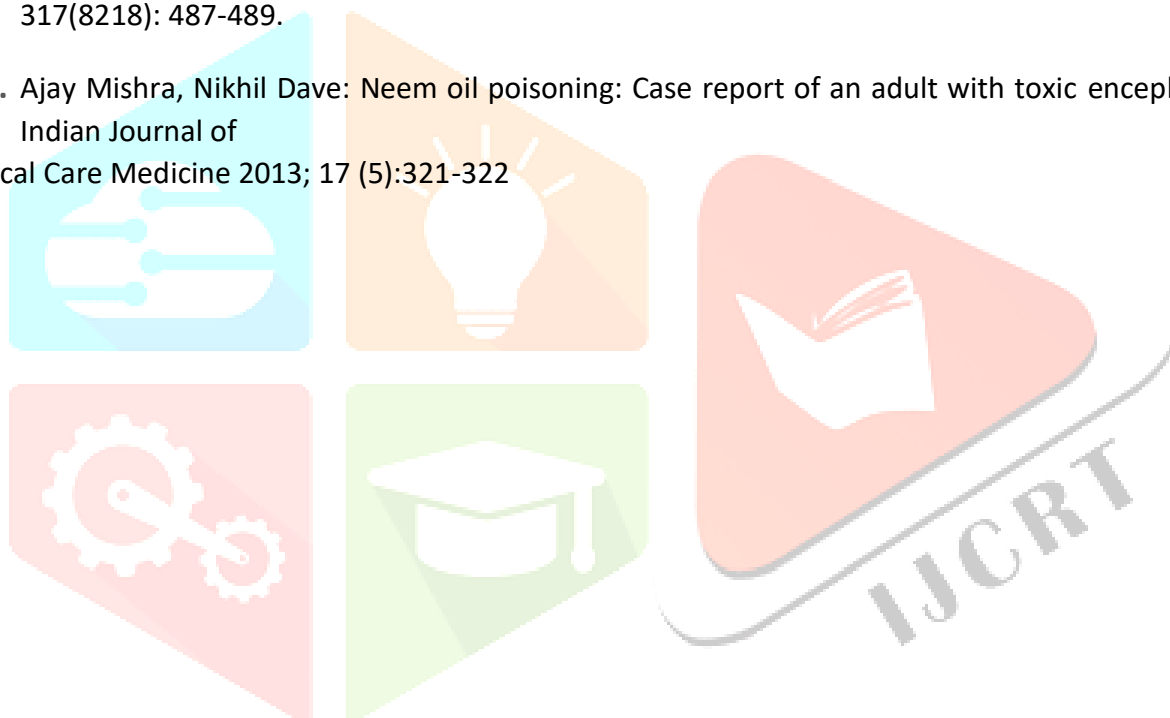 317(8218): 487-489.
. Ajay Mishra, Nikhil Dave: Neem oil poisoning: Case report of an adult with toxic enceph
Indian Journal of
cal Care Medicine 2013; 17 (5):321-322
IJCRT